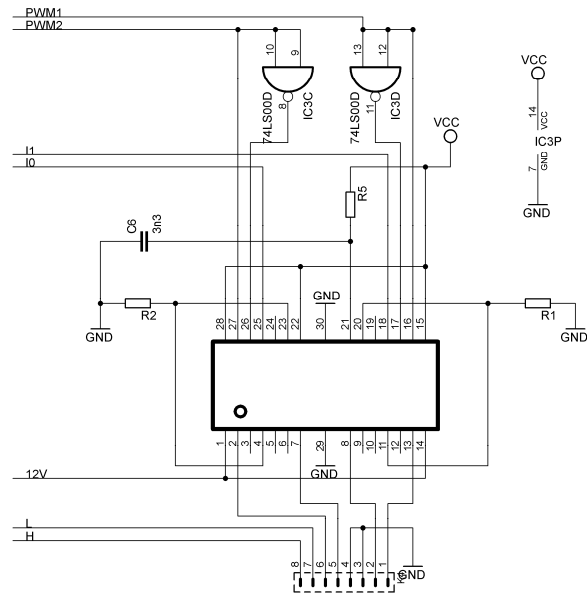 PWM1
PWM2
10
9
13
12
74LS00D
8
IC3C
74LS00D
11
IC3D
VCC
VCC
14
VCC
IC3P
7
GND
GND
I1
I0
R5
C6
3n3
GND
R2
GND
R1
GND
28
27
26
25
24
23
22
30
21
20
19
18
17
16
15
1
2
3
4
5
6
7
29
8
9
10
11
12
13
14
GND
12V
L
H
8
7
6
5
4
3
2
1
GND